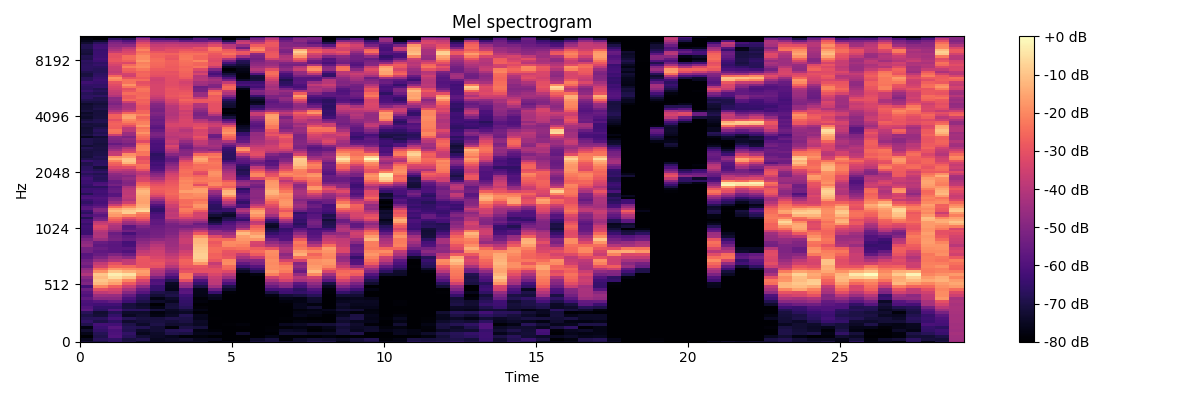 Mel spectrogram
+0 dB
8192
-10 dB
-20 dB
4096
-30 dB
Hz
2048
-40 dB
-50 dB
1024
-60 dB
512
-70 dB
0
-80 dB
0 5 10 15 20 25
Time